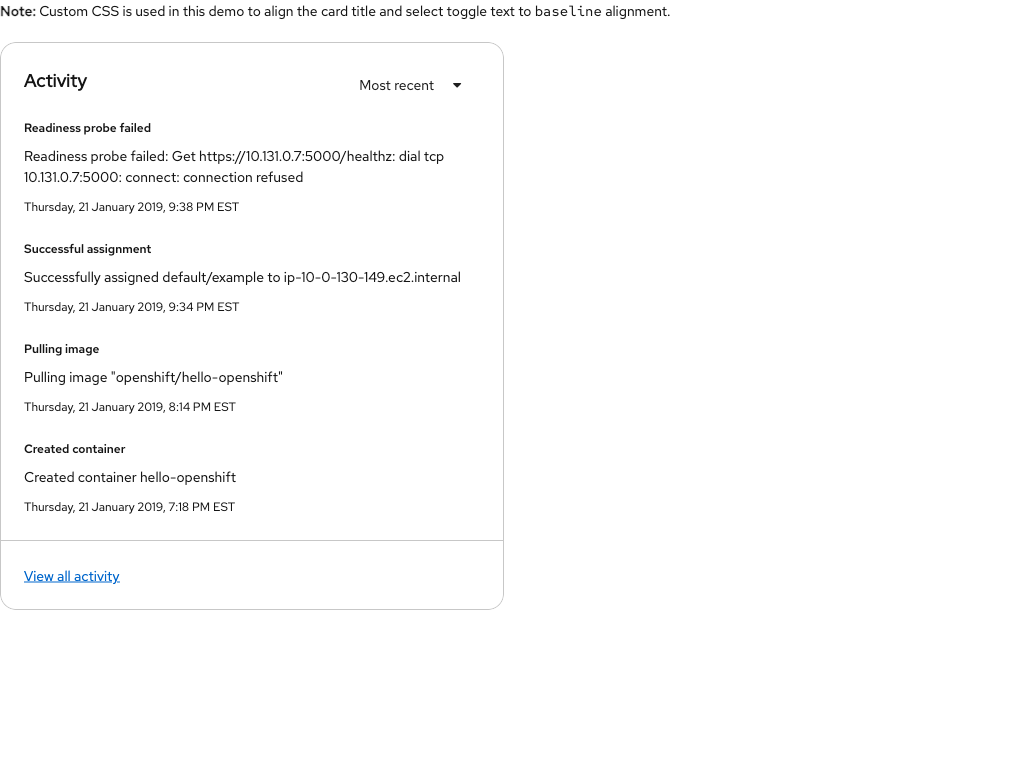 Note: Custom CSS is used in this demo to align the card title and select toggle text to baseline alignment.
Activity
Most recent
Readiness probe failed
Readiness probe failed: Get https://10.131.0.7:5000/healthz: dial tcp
10.131.0.7:5000: connect: connection refused
Thursday, 21 January 2019, 9:38 PM EST
Successful assignment
Successfully assigned default/example to ip-10-0-130-149.ec2.internal
Thursday, 21 January 2019, 9:34 PM EST
Pulling image
Pulling image "openshift/hello-openshift"
Thursday, 21 January 2019, 8:14 PM EST
Created container
Created container hello-openshift
Thursday, 21 January 2019, 7:18 PM EST
View all activity